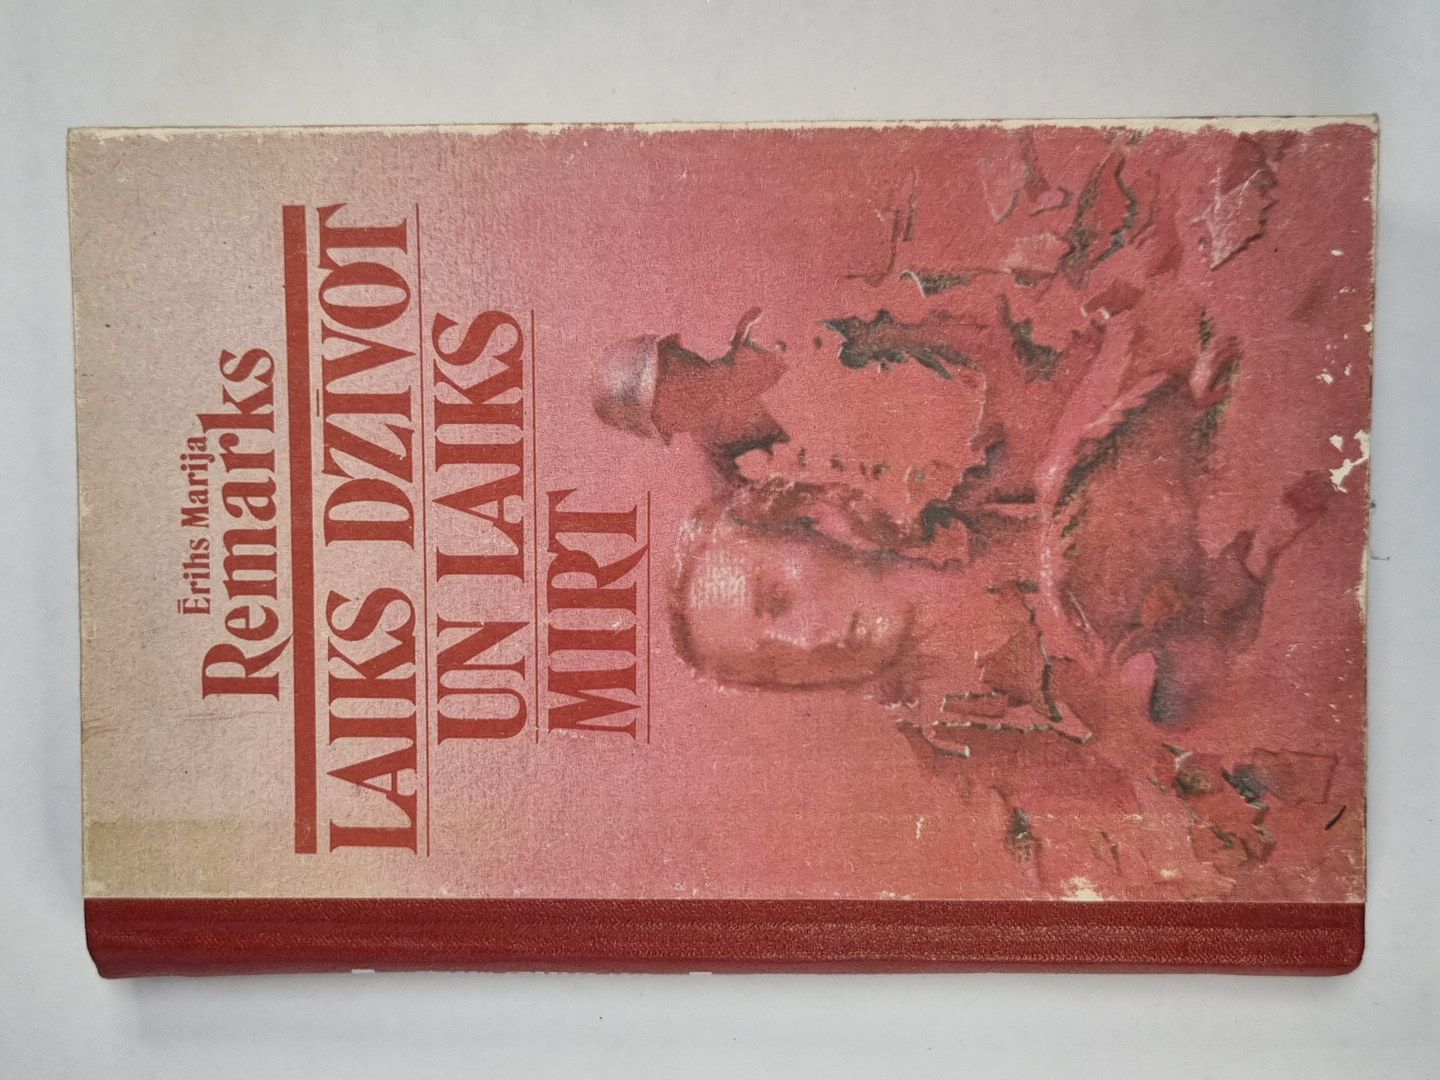 Ērihs Marija
Remarks
LAIKS DZĪVOT
UN LAIKS
MIRT